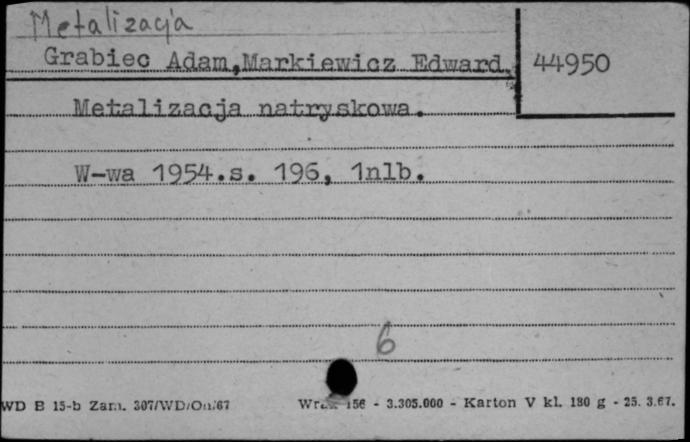 Metalizacja
Grabiec Adam,Markiewicz Edward. 44950
Metalizacja natryskowa.
W-wa 1954.s. 196, 1nlb.
6
WD B 15-b Zam. 307/WD/On/67 156 - 3.305.000 - Karton V kl. 180 g - 25. 3.67.